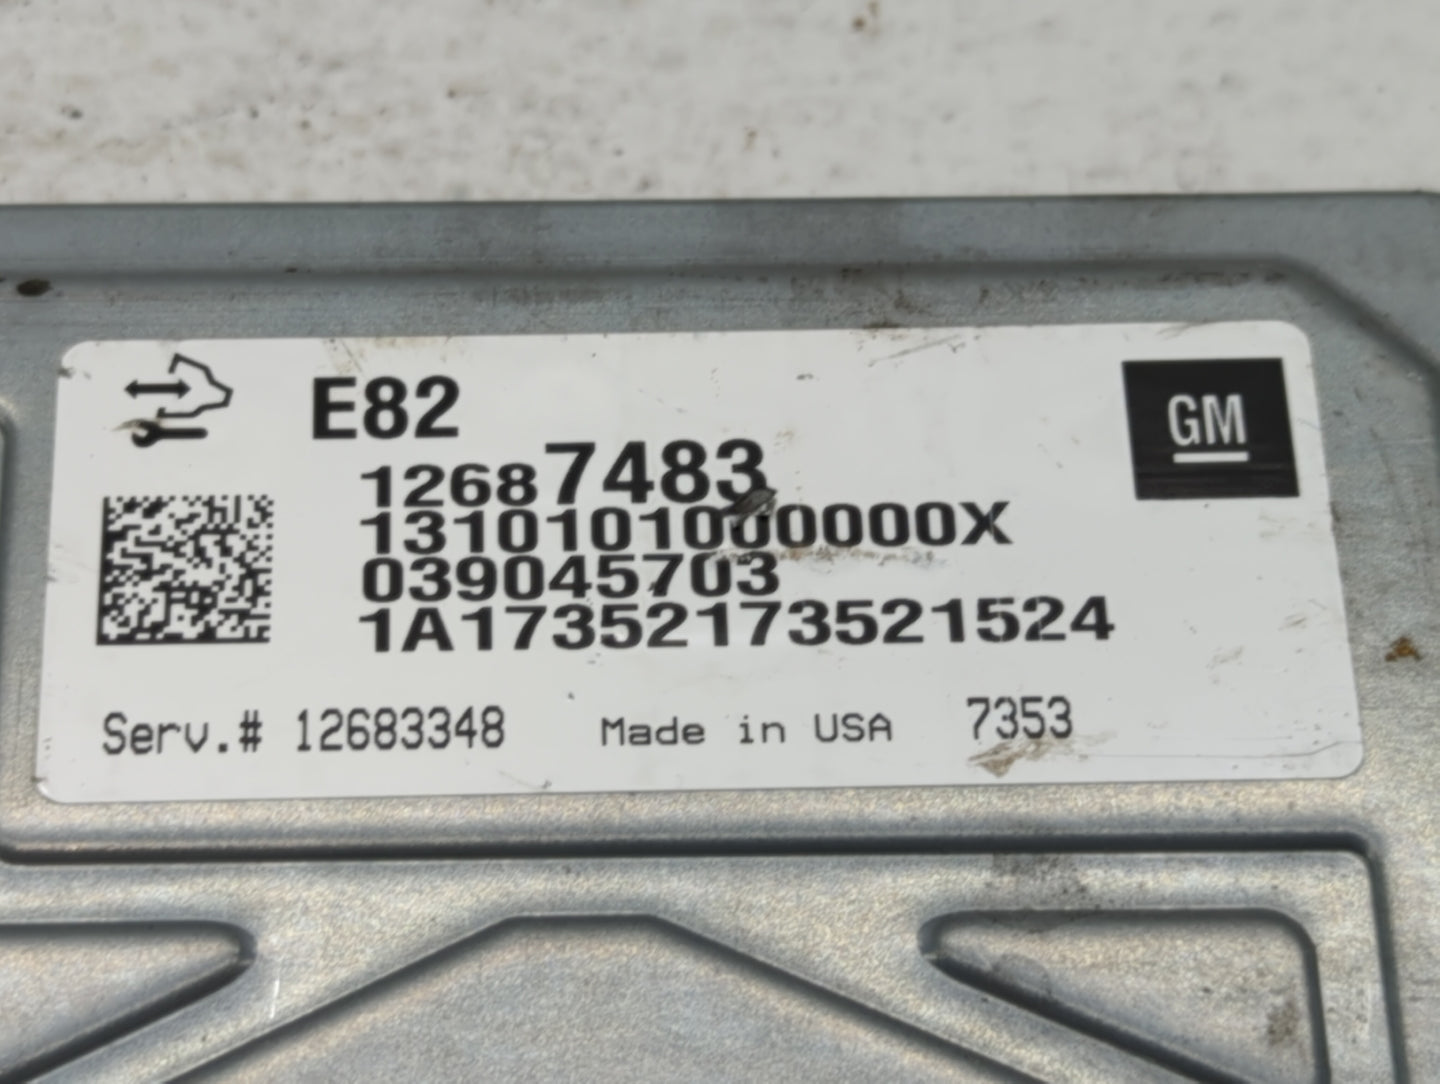 E82
GM
12687483
1310101000000X
039045703
1A17352173521524
Serv.# 12683348 Made in USA 7353